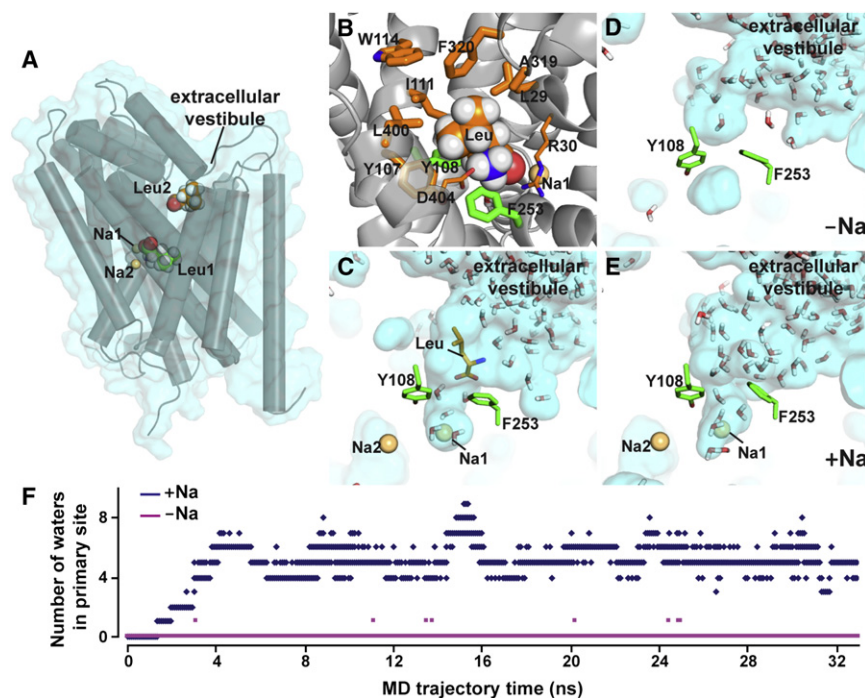 A
extracellular
vestibule
Leu2
Na1
Na2
Leu1
B
W114
F320
A319
L29
I111
L400
Leu
R30
Y107
Y108
Na1
D404
F253
C
extracellular
vestibule
Leu
Y108
F253
Na2
Na1
D
extracellular
vestibule
Y108
F253
−Na
E
extracellular
vestibule
Y108
F253
Na2
Na1
+Na
F
+Na
−Na
Number of waters
in primary site
8
4
0
0 4 8 12 16 20 24 28 32
MD trajectory time (ns)